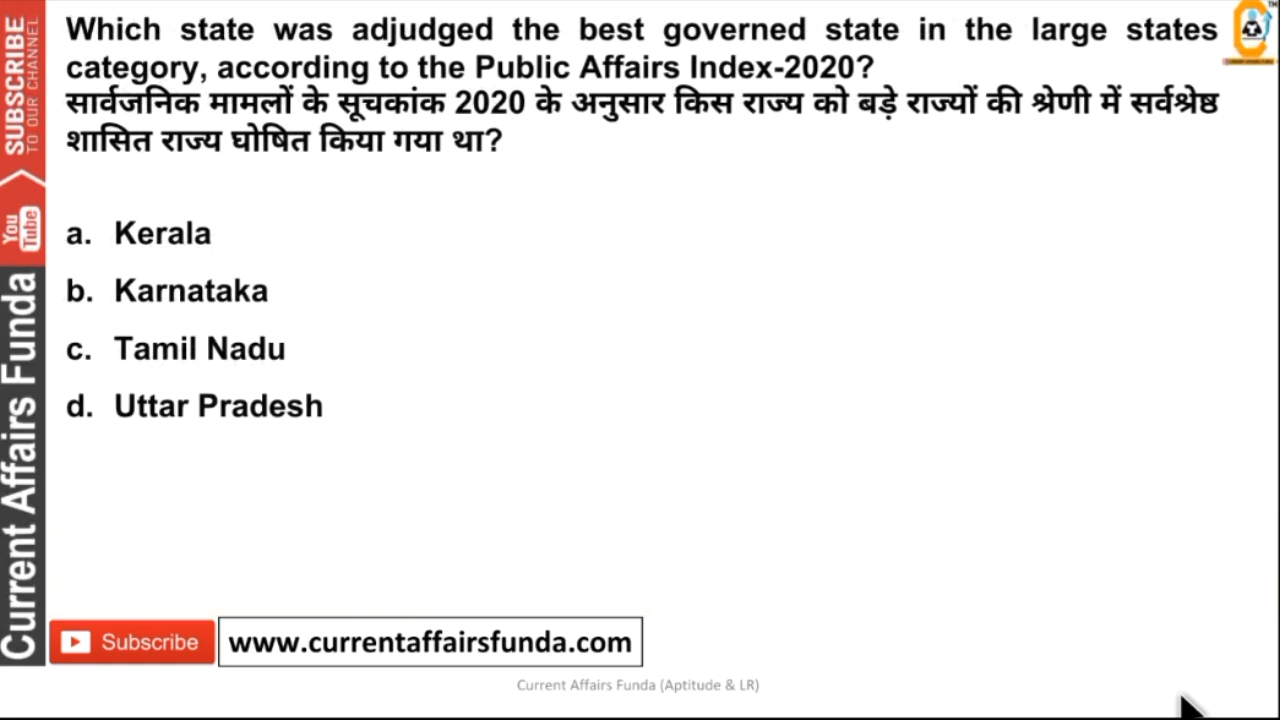 Which state was adjudged the best governed state in the large states
category, according to the Public Affairs Index-2020?
सार्वजनिक मामलों के सूचकांक 2020 के अनुसार किस राज्य को बड़े राज्यों की श्रेणी में सर्वश्रेष्ठ
शासित राज्य घोषित किया गया था?
a. Kerala
b. Karnataka
c. Tamil Nadu
d. Uttar Pradesh
SUBSCRIBE
TO OUR CHANNEL
You Tube
Current Affairs Funda
Subscribe
www.currentaffairsfunda.com
Current Affairs Funda (Aptitude & LR)